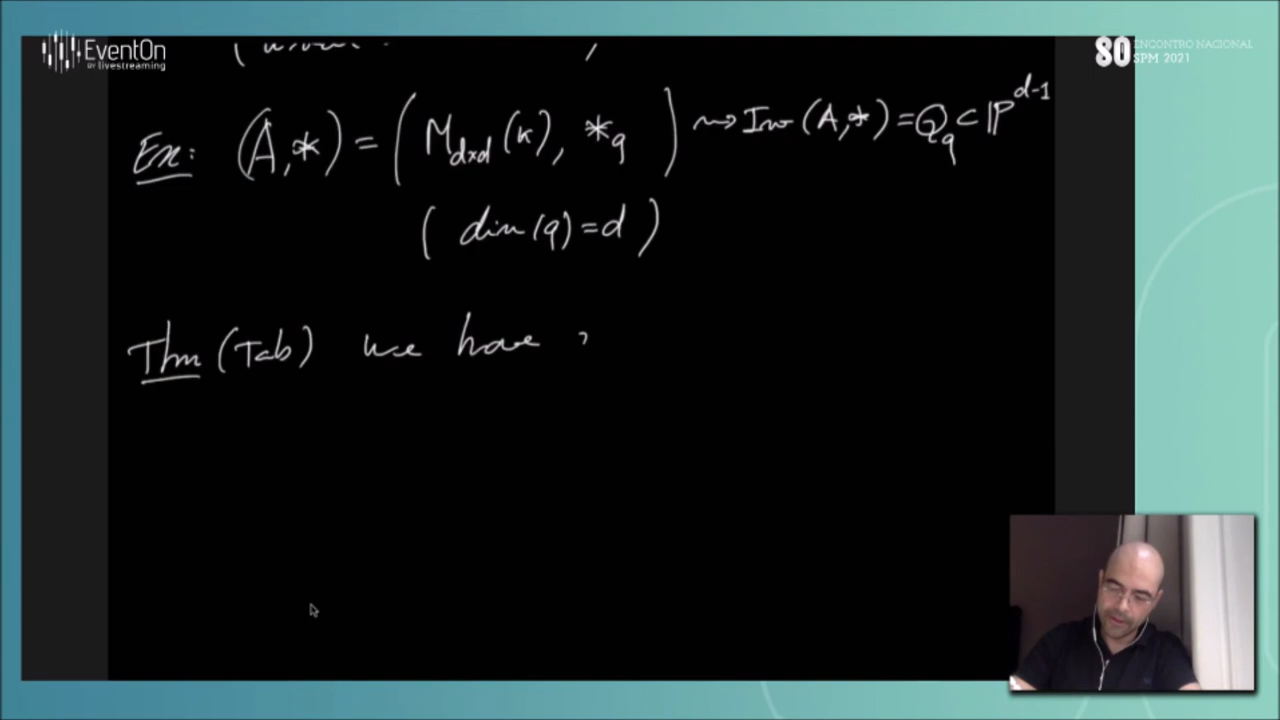 EventOn
BY livestreaming
80 ENCONTRO NACIONAL
SPM 2021
Ex: (A,*) = (M_{d×d}(k), *_q) ⇝ Inv(A,*) = Q_q ⊂ ℙ^{d-1}
(dim(q)=d)
Thm (Tab) we have